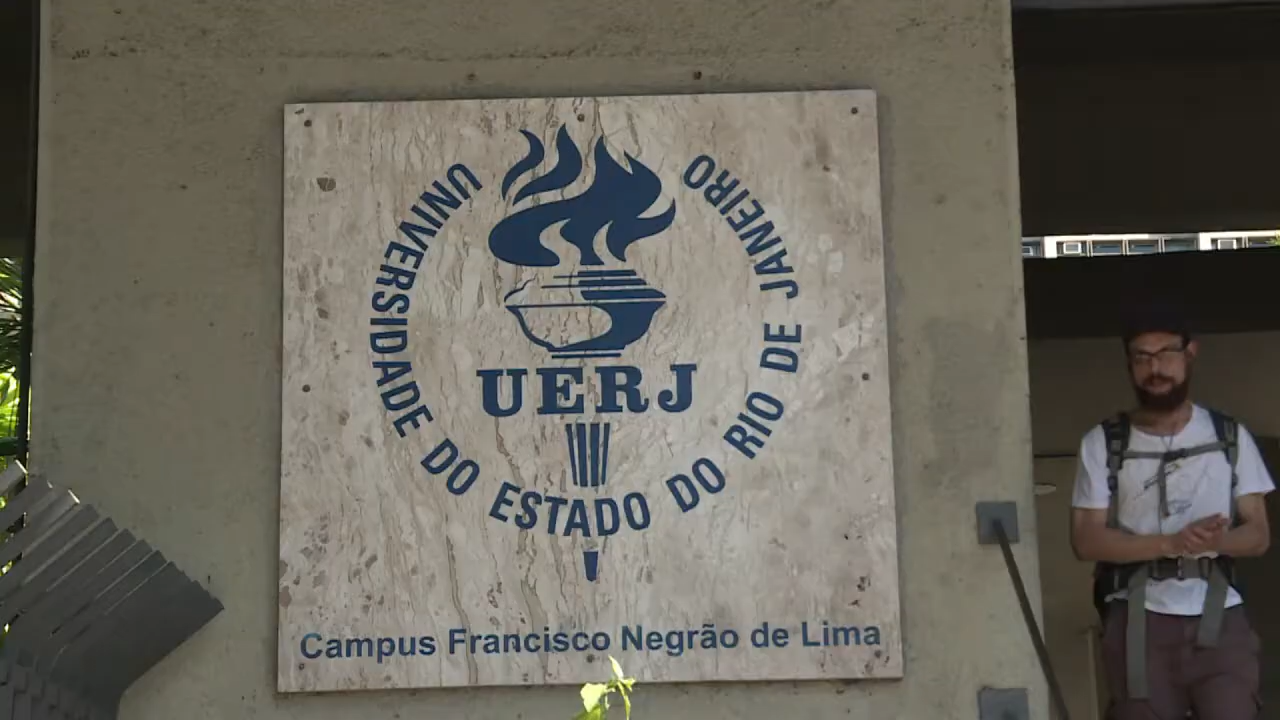 UNIVERSIDADE DO ESTADO DO RIO DE JANEIRO
UERJ
Campus Francisco Negrão de Lima